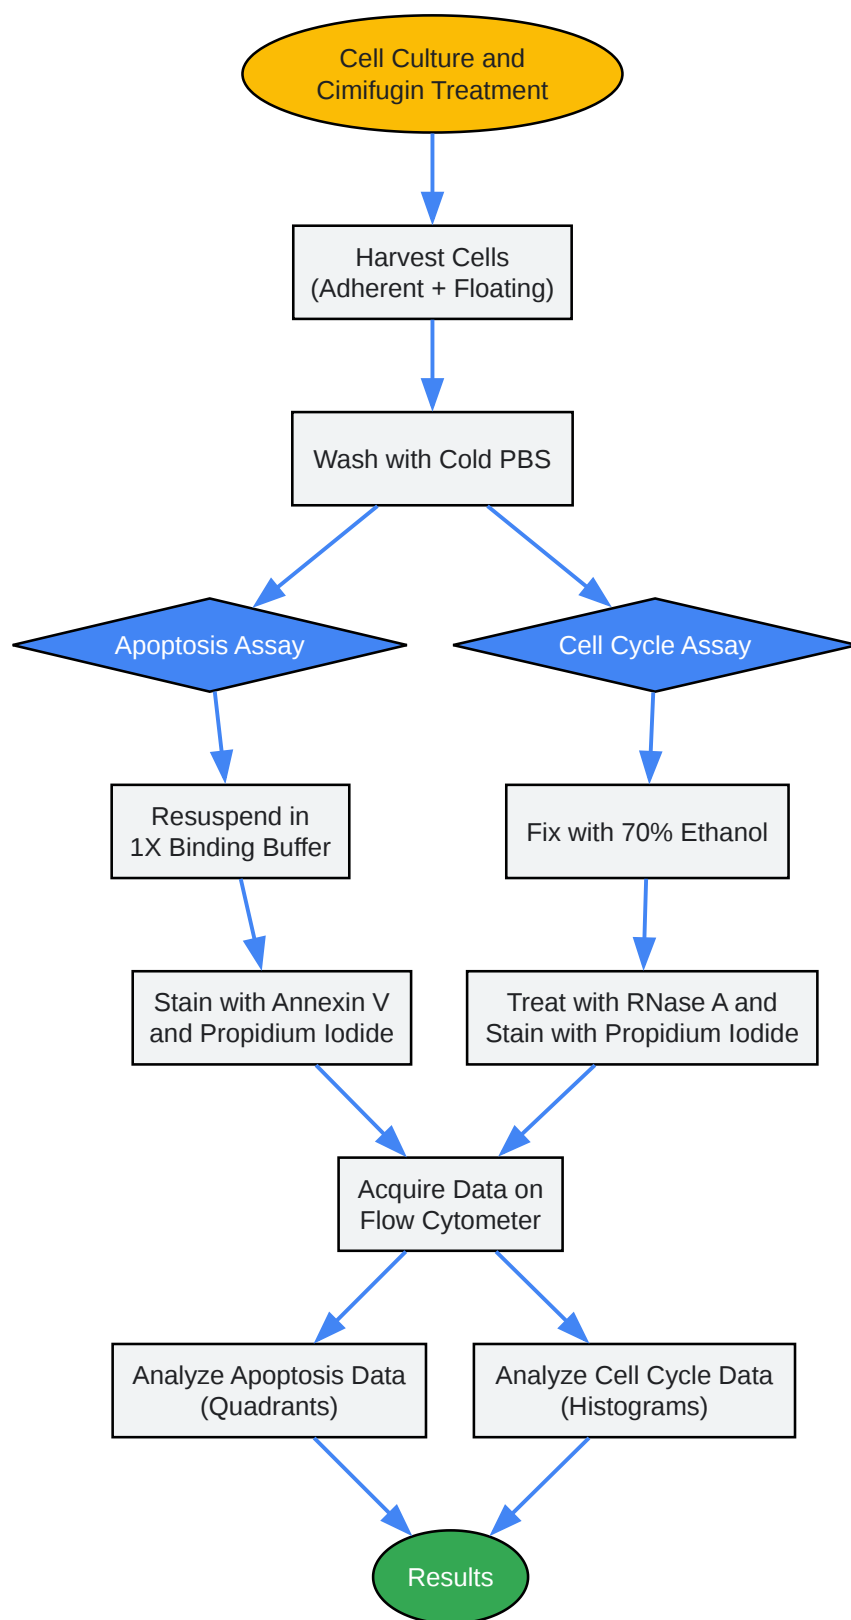 Cell Culture and
Cimifugin Treatment
Harvest Cells
(Adherent + Floating)
Wash with Cold PBS
Apoptosis Assay
Cell Cycle Assay
Resuspend in
1X Binding Buffer
Fix with 70% Ethanol
Stain with Annexin V
and Propidium Iodide
Treat with RNase A and
Stain with Propidium Iodide
Acquire Data on
Flow Cytometer
Analyze Apoptosis Data
(Quadrants)
Analyze Cell Cycle Data
(Histograms)
Results